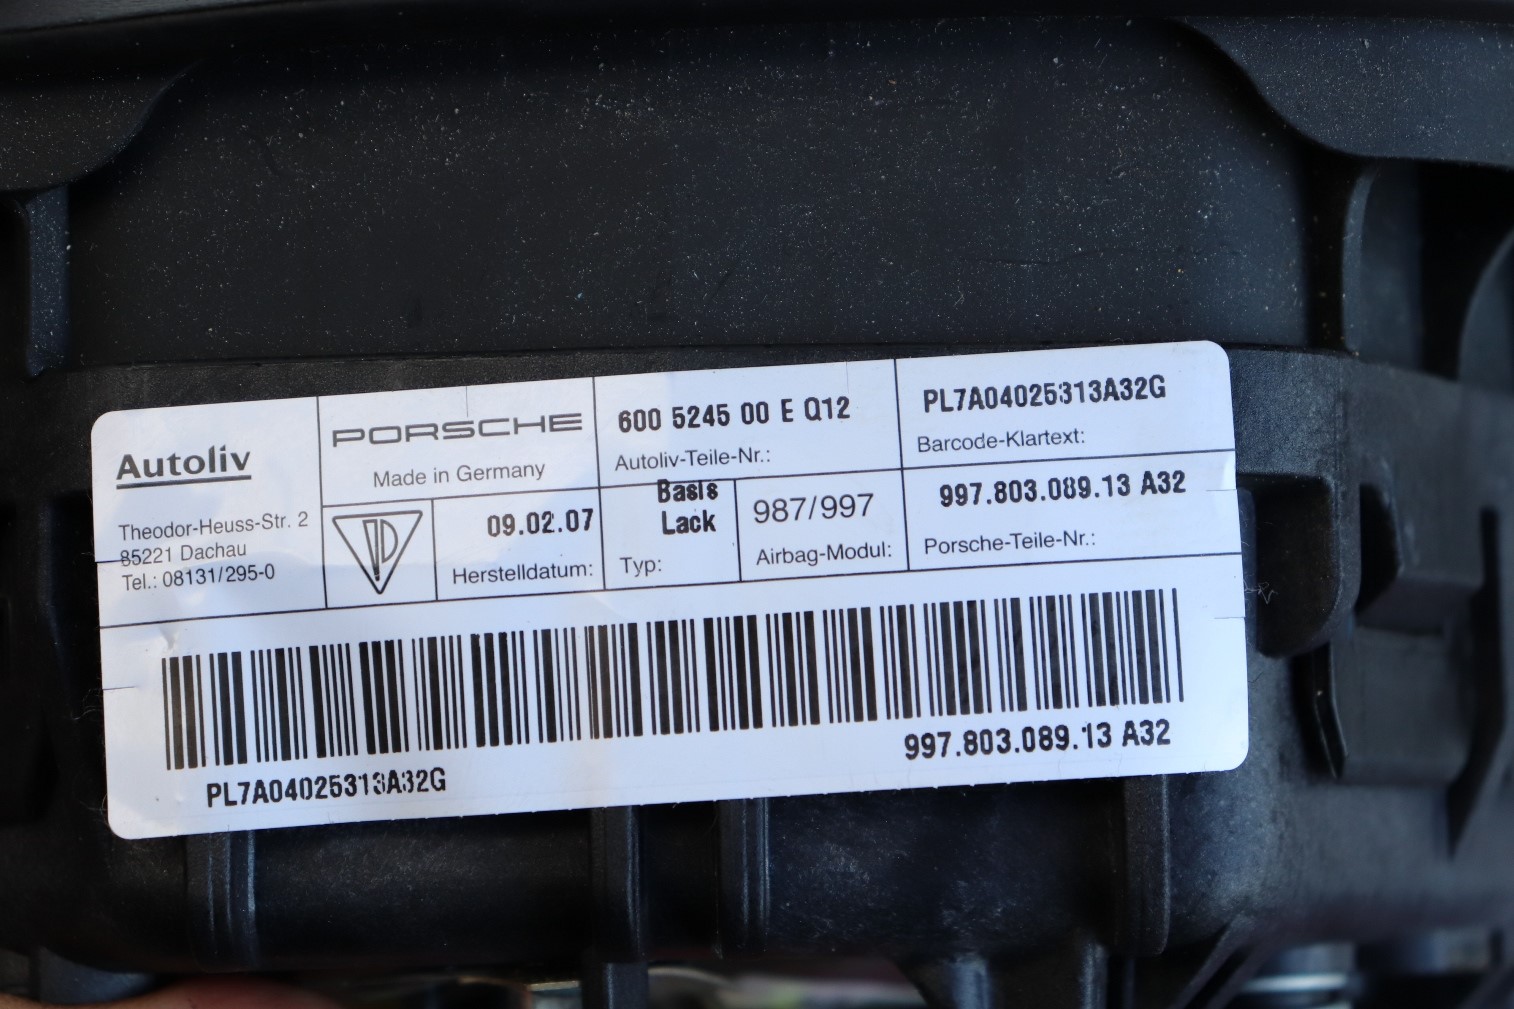 Autoliv
Theodor-Heuss-Str. 2
85221 Dachau
Tel.: 08131/295-0
PORSCHE
Made in Germany
09.02.07
Herstelldatum:
600 5245 00 E Q12
Autoliv-Teile-Nr.:
Basis
Lack
Typ:
987/997
Airbag-Modul:
PL7A04025313A32G
Barcode-Klartext:
997.803.089.13 A32
Porsche-Teile-Nr.:
PL7A04025313A32G
997.803.089.13 A32